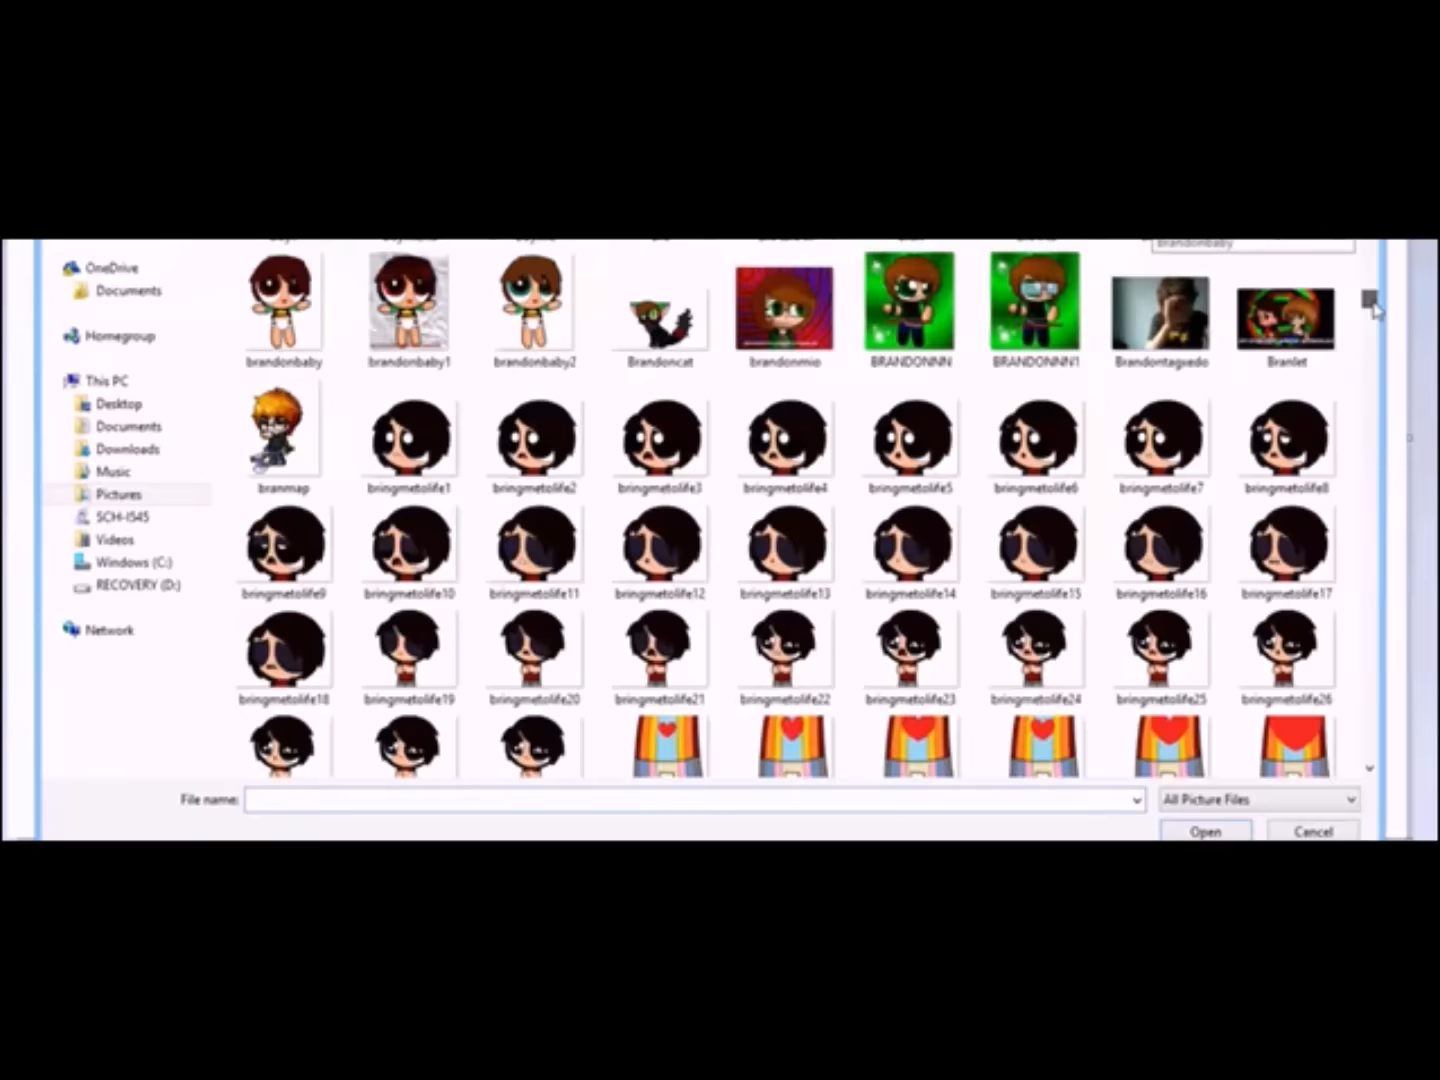 brandonbaby
OneDrive
Documents
Homegroup
This PC
Desktop
Documents
Downloads
Music
Pictures
SCH-I545
Videos
Windows (C:)
RECOVERY (D:)
Network
brandonbaby brandonbaby1 brandonbaby2 Brandoncat brandonmio BRANDONNN BRANDONNN1 Brandontagxedo Branlet
branmap bringmetolife1 bringmetolife2 bringmetolife3 bringmetolife4 bringmetolife5 bringmetolife6 bringmetolife7 bringmetolife8
bringmetolife9 bringmetolife10 bringmetolife11 bringmetolife12 bringmetolife13 bringmetolife14 bringmetolife15 bringmetolife16 bringmetolife17
bringmetolife18 bringmetolife19 bringmetolife20 bringmetolife21 bringmetolife22 bringmetolife23 bringmetolife24 bringmetolife25 bringmetolife26
File name: All Picture Files
Open Cancel